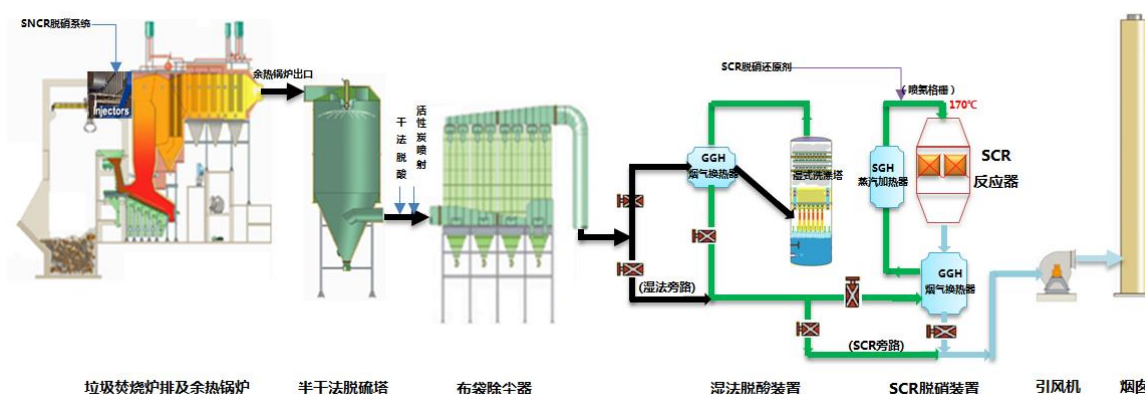 SNCR脱硝系统
Injectors
余热锅炉出口
干法脱酸
活性炭喷射
GGH
烟气换热器
湿式洗涤塔
(湿法旁路)
SCR脱硝还原剂
(喷氨格栅)
170℃
SGH
蒸汽加热器
SCR
反应器
GGH
烟气换热器
(SCR旁路)
垃圾焚烧炉排及余热锅炉
半干法脱硫塔
布袋除尘器
湿法脱酸装置
SCR脱硝装置
引风机
烟囱